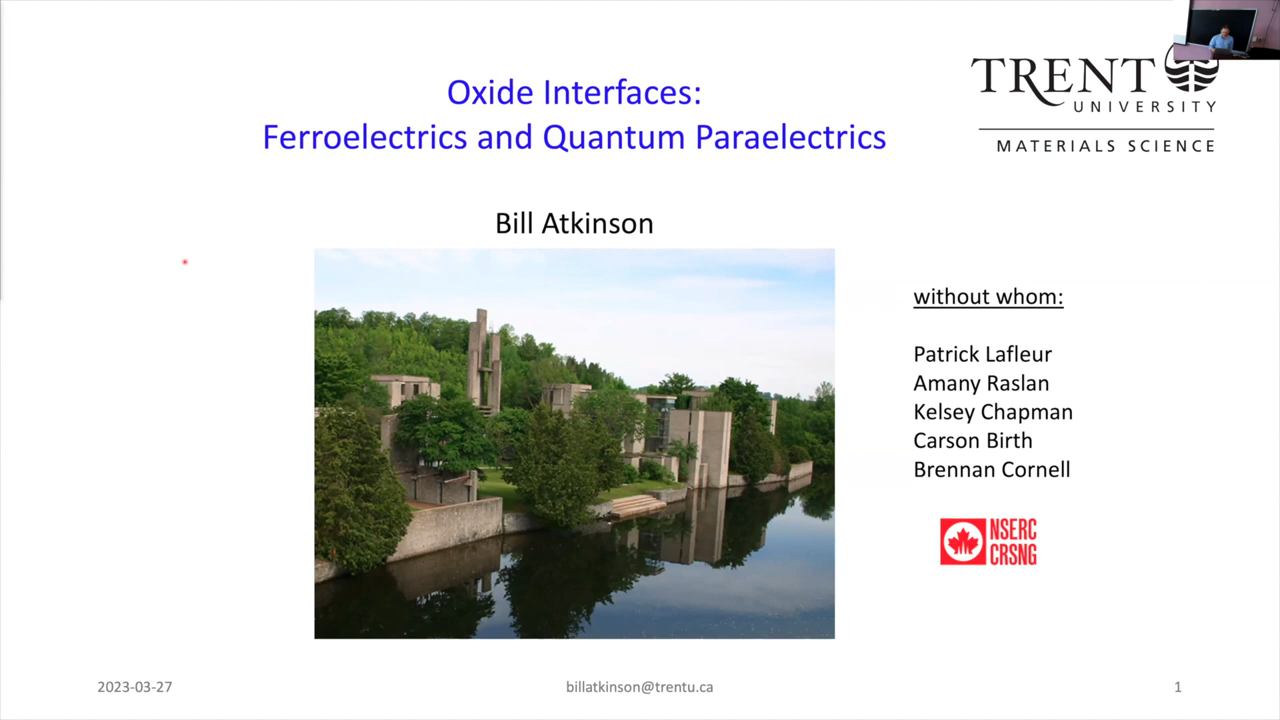 Oxide Interfaces:
Ferroelectrics and Quantum Paraelectrics
TRENT
UNIVERSITY
MATERIALS SCIENCE
Bill Atkinson
without whom:
Patrick Lafleur
Amany Raslan
Kelsey Chapman
Carson Birth
Brennan Cornell
NSERC
CRSNG
2023-03-27
billatkinson@trentu.ca
1